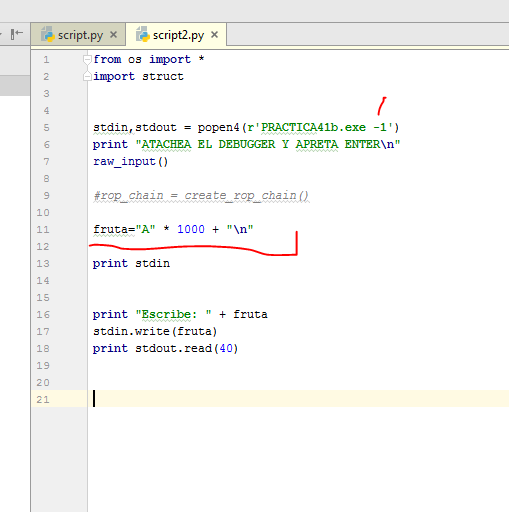 script.py
script2.py
1 from os import *
2 import struct
3
4
5 stdin,stdout = popen4(r'PRACTICA41b.exe -1')
6 print "ATACHEA EL DEBUGGER Y APRETA ENTER\n"
7 raw_input()
8
9 #rop_chain = create_rop_chain()
10
11 fruta="A" * 1000 + "\n"
12
13 print stdin
14
15
16 print "Escribe: " + fruta
17 stdin.write(fruta)
18 print stdout.read(40)
19
20
21